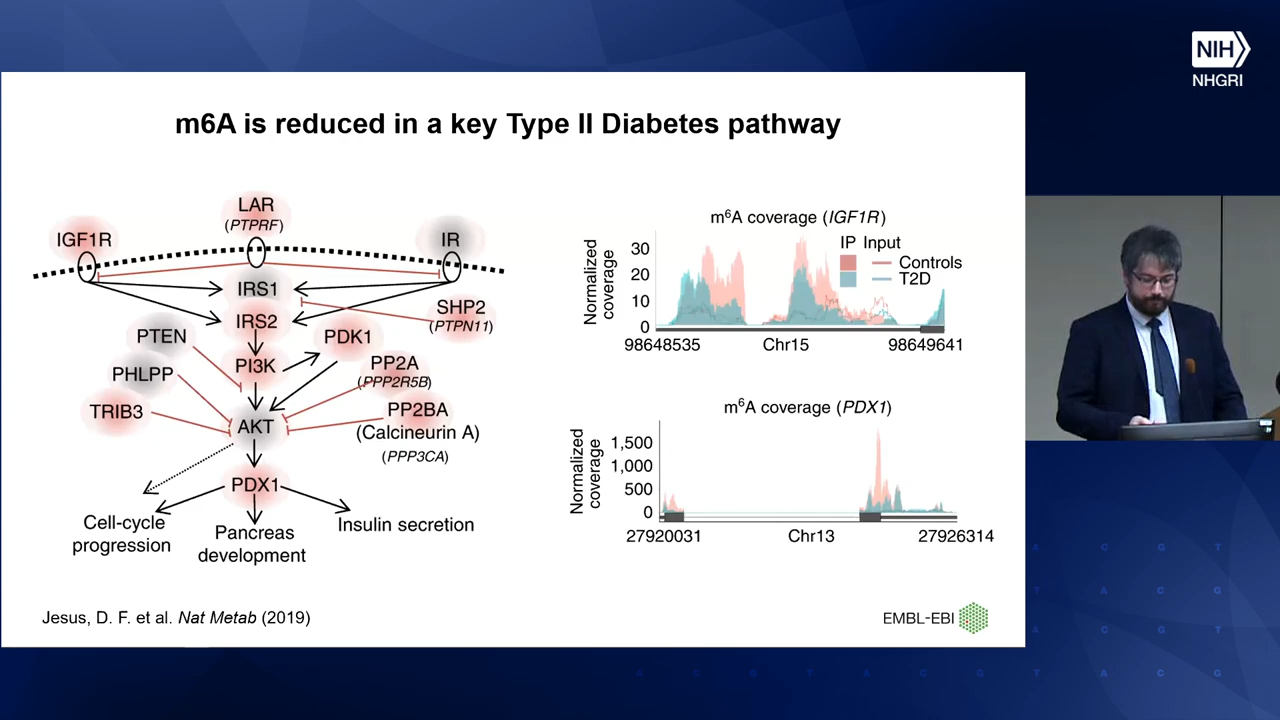 NIH
NHGRI
m6A is reduced in a key Type II Diabetes pathway
LAR
(PTPRF)
IGF1R
IR
IRS1
IRS2
SHP2
(PTPN11)
PTEN
PDK1
PHLPP
PI3K
PP2A
(PPP2R5B)
TRIB3
AKT
PP2BA
(Calcineurin A)
(PPP3CA)
PDX1
Cell-cycle
progression
Pancreas
development
Insulin secretion
m⁶A coverage (IGF1R)
Normalized
coverage
30
20
10
0
IP Input
Controls
T2D
98648535
Chr15
98649641
m⁶A coverage (PDX1)
Normalized
coverage
1,500
1,000
500
0
27920031
Chr13
27926314
Jesus, D. F. et al. Nat Metab (2019)
EMBL-EBI
A C G T
A C G T
A C G T
A C G T A C G T A C G T